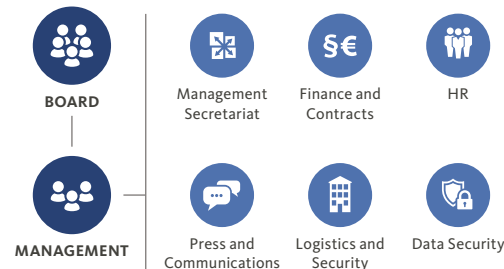 §€
BOARD
Management
Secretariat
Finance and
Contracts
HR
MANAGEMENT
Press and
Communications
Logistics and
Security
Data Security